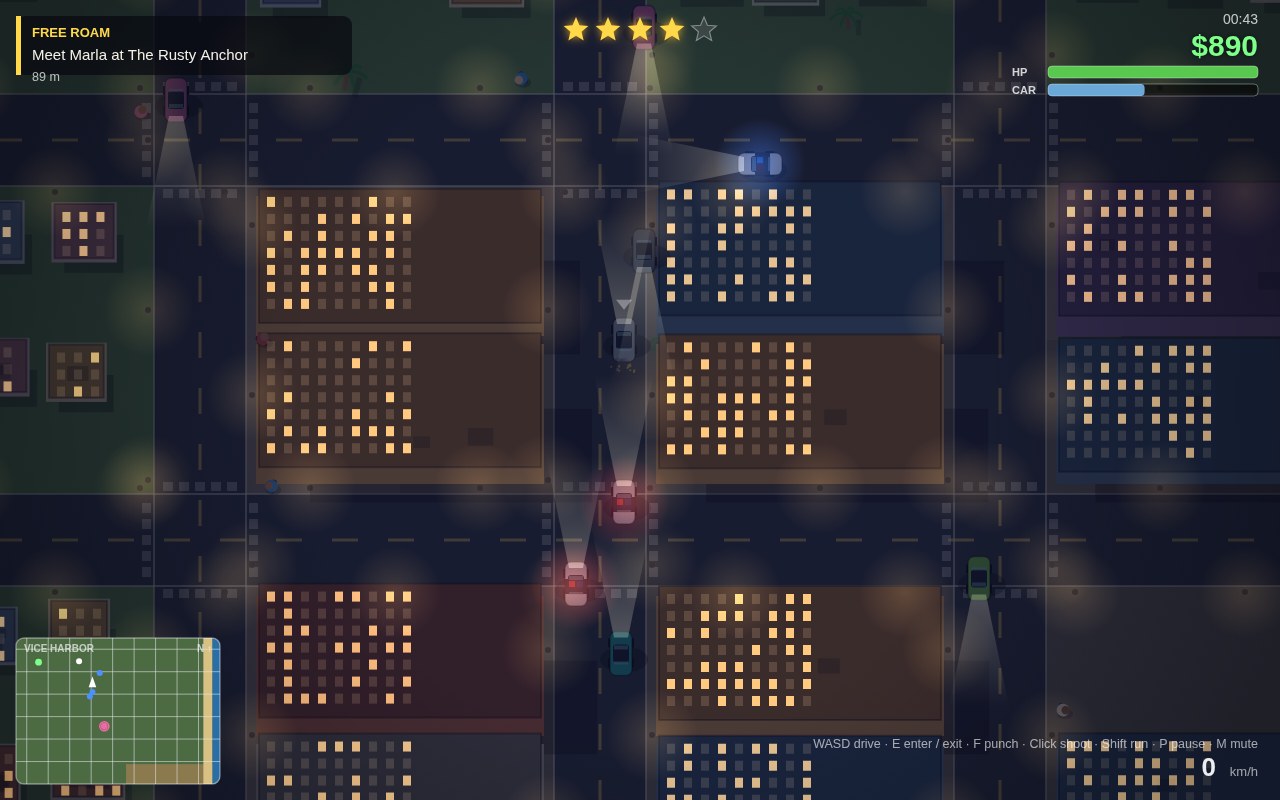 FREE ROAM
Meet Marla at The Rusty Anchor
89 m
00:43
$890
HP
CAR
VICE HARBOR
N
WASD drive · E enter / exit · F punch · Click shoot · Shift run · P pause · M mute
0 km/h